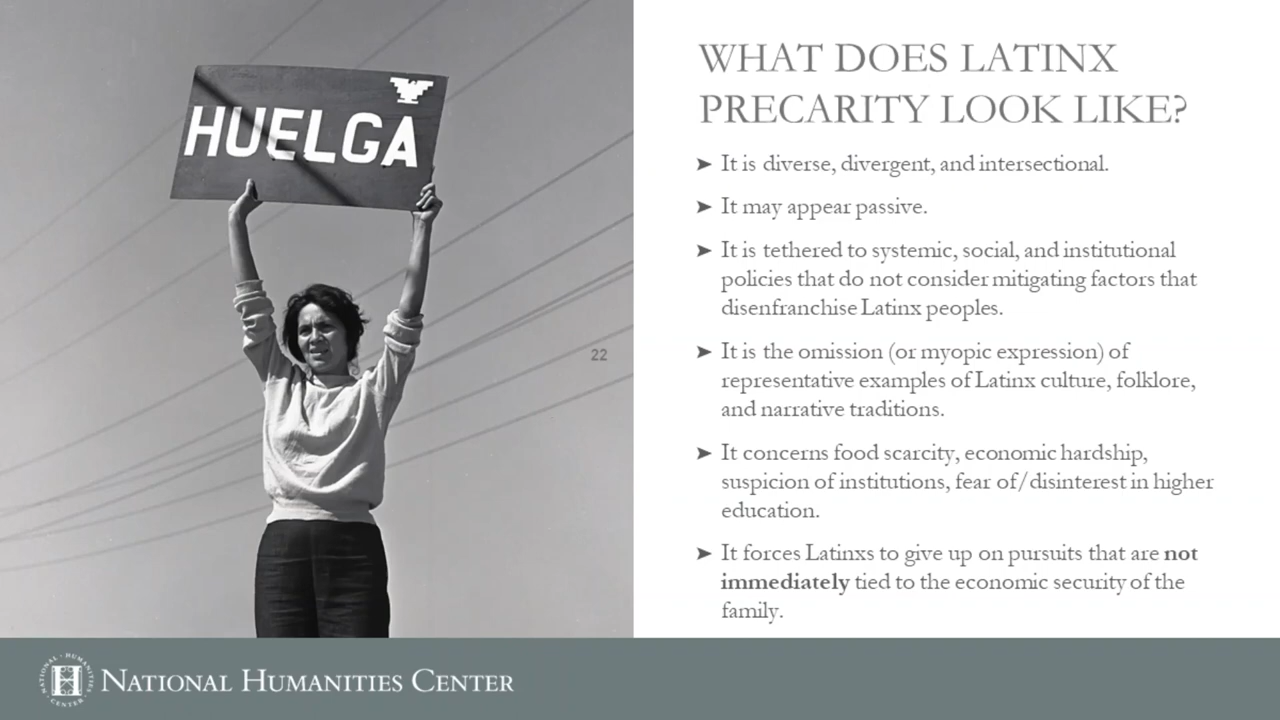 HUELGA
22
WHAT DOES LATINX
PRECARITY LOOK LIKE?
➤ It is diverse, divergent, and intersectional.
➤ It may appear passive.
➤ It is tethered to systemic, social, and institutional
policies that do not consider mitigating factors that
disenfranchise Latinx peoples.
➤ It is the omission (or myopic expression) of
representative examples of Latinx culture, folklore,
and narrative traditions.
➤ It concerns food scarcity, economic hardship,
suspicion of institutions, fear of/disinterest in higher
education.
➤ It forces Latinxs to give up on pursuits that are not
immediately tied to the economic security of the
family.
NATIONAL · HUMANITIES · CENTER ·
H
NATIONAL HUMANITIES CENTER